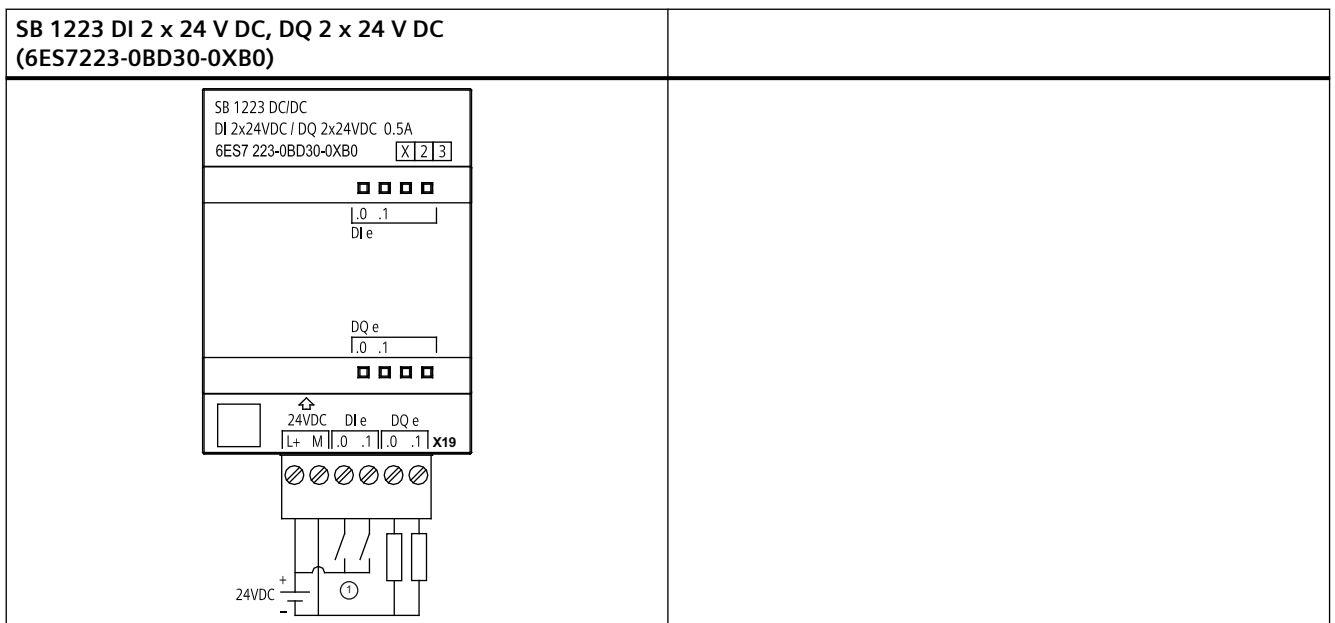 SB 1223 DI 2 x 24 V DC, DQ 2 x 24 V DC
(6ES7223-0BD30-0XB0)
SB 1223 DC/DC
DI 2x24VDC / DQ 2x24VDC 0.5A
6ES7 223-0BD30-0XB0 X 2 3
.0 .1
DI e
DQ e
.0 .1
24VDC DI e DQ e
L+ M .0 .1 .0 .1 X19
+
24VDC 1
−